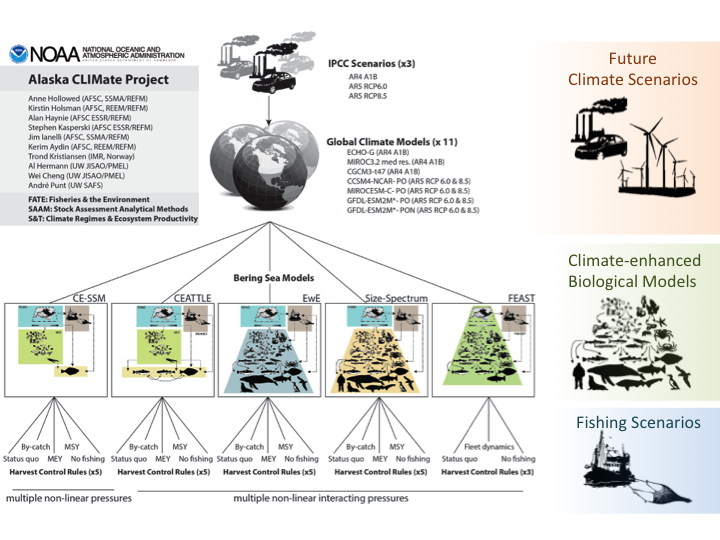 NOAA NATIONAL OCEANIC AND
ATMOSPHERIC ADMINISTRATION
UNITED STATES DEPARTMENT OF COMMERCE
Alaska CLIMate Project
Anne Hollowed (AFSC, SSMA/REFM)
Kirstin Holsman (AFSC, REEM/REFM)
Alan Haynie (AFSC ESSR/REFM)
Stephen Kasperski (AFSC ESSR/REFM)
Jim Ianelli (AFSC, SSMA/REFM)
Kerim Aydin (AFSC, REEM/REFM)
Trond Kristiansen (IMR, Norway)
Al Hermann (UW JISAO/PMEL)
Wei Cheng (UW JISAO/PMEL)
André Punt (UW SAFS)
FATE: Fisheries & the Environment
SAAM: Stock Assessment Analytical Methods
S&T: Climate Regimes & Ecosystem Productivity
IPCC Scenarios (x3)
AR4 A1B
AR5 RCP6.0
AR5 RCP8.5
Global Climate Models (x 11)
ECHO-G (AR4 A1B)
MIROC3.2 med res. (AR4 A1B)
CGCM3-t47 (AR4 A1B)
CCSM4-NCAR- PO (AR5 RCP 6.0 & 8.5)
MIROCESM-C- PO (AR5 RCP 6.0 & 8.5)
GFDL-ESM2M*- PO (AR5 RCP 6.0 & 8.5)
GFDL-ESM2M*- PON (AR5 RCP 6.0 & 8.5)
Future
Climate Scenarios
Bering Sea Models
CE-SSM
CEATTLE
EwE
Size-Spectrum
FEAST
Climate-enhanced
Biological Models
Fishing Scenarios
By-catch MSY
Status quo MEY No fishing
Harvest Control Rules (x5)
By-catch MSY
Status quo MEY No fishing
Harvest Control Rules (x5)
By-catch MSY
Status quo MEY No fishing
Harvest Control Rules (x5)
By-catch MSY
Status quo MEY No fishing
Harvest Control Rules (x5)
Fleet dynamics
Status quo No fishing
Harvest Control Rules (x3)
multiple non-linear pressures
multiple non-linear interacting pressures